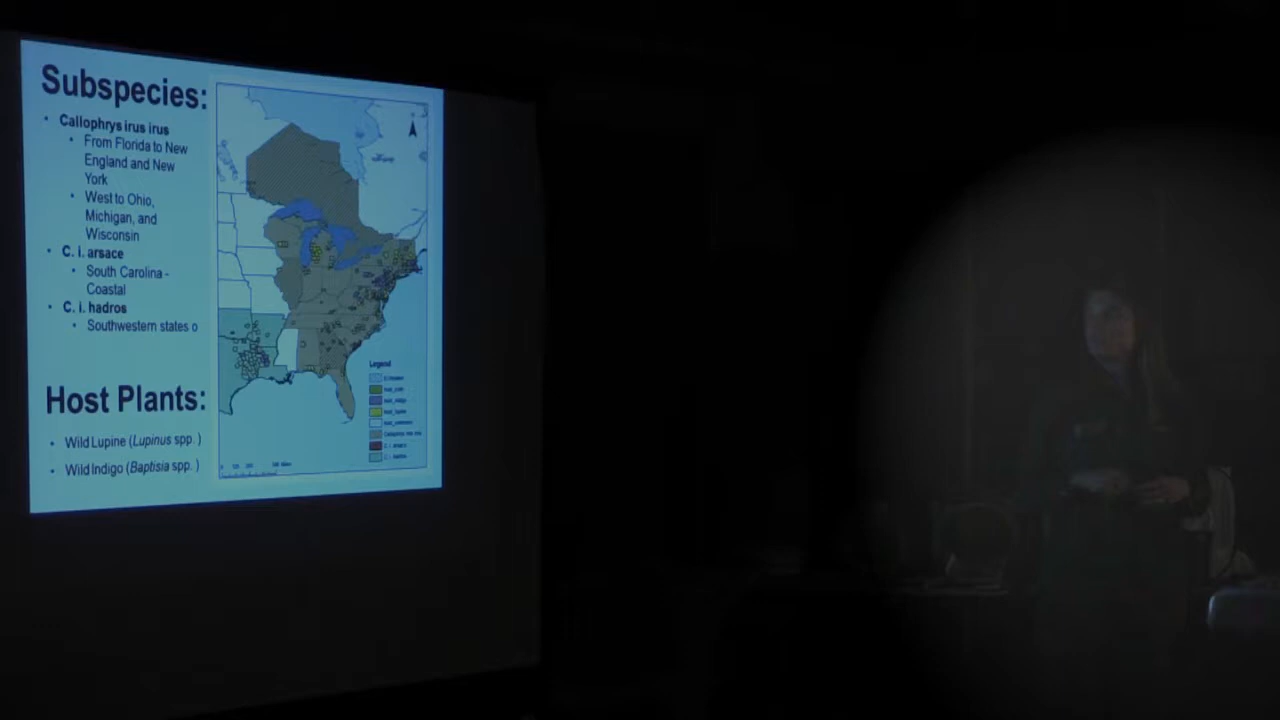 Subspecies:
• Callophrys irus irus
• From Florida to New
England and New
York
• West to Ohio,
Michigan, and
Wisconsin
• C. i. arsace
• South Carolina -
Coastal
• C. i. hadros
• Southwestern states o
Host Plants:
• Wild Lupine (Lupinus spp. )
• Wild Indigo (Baptisia spp. )
Legend